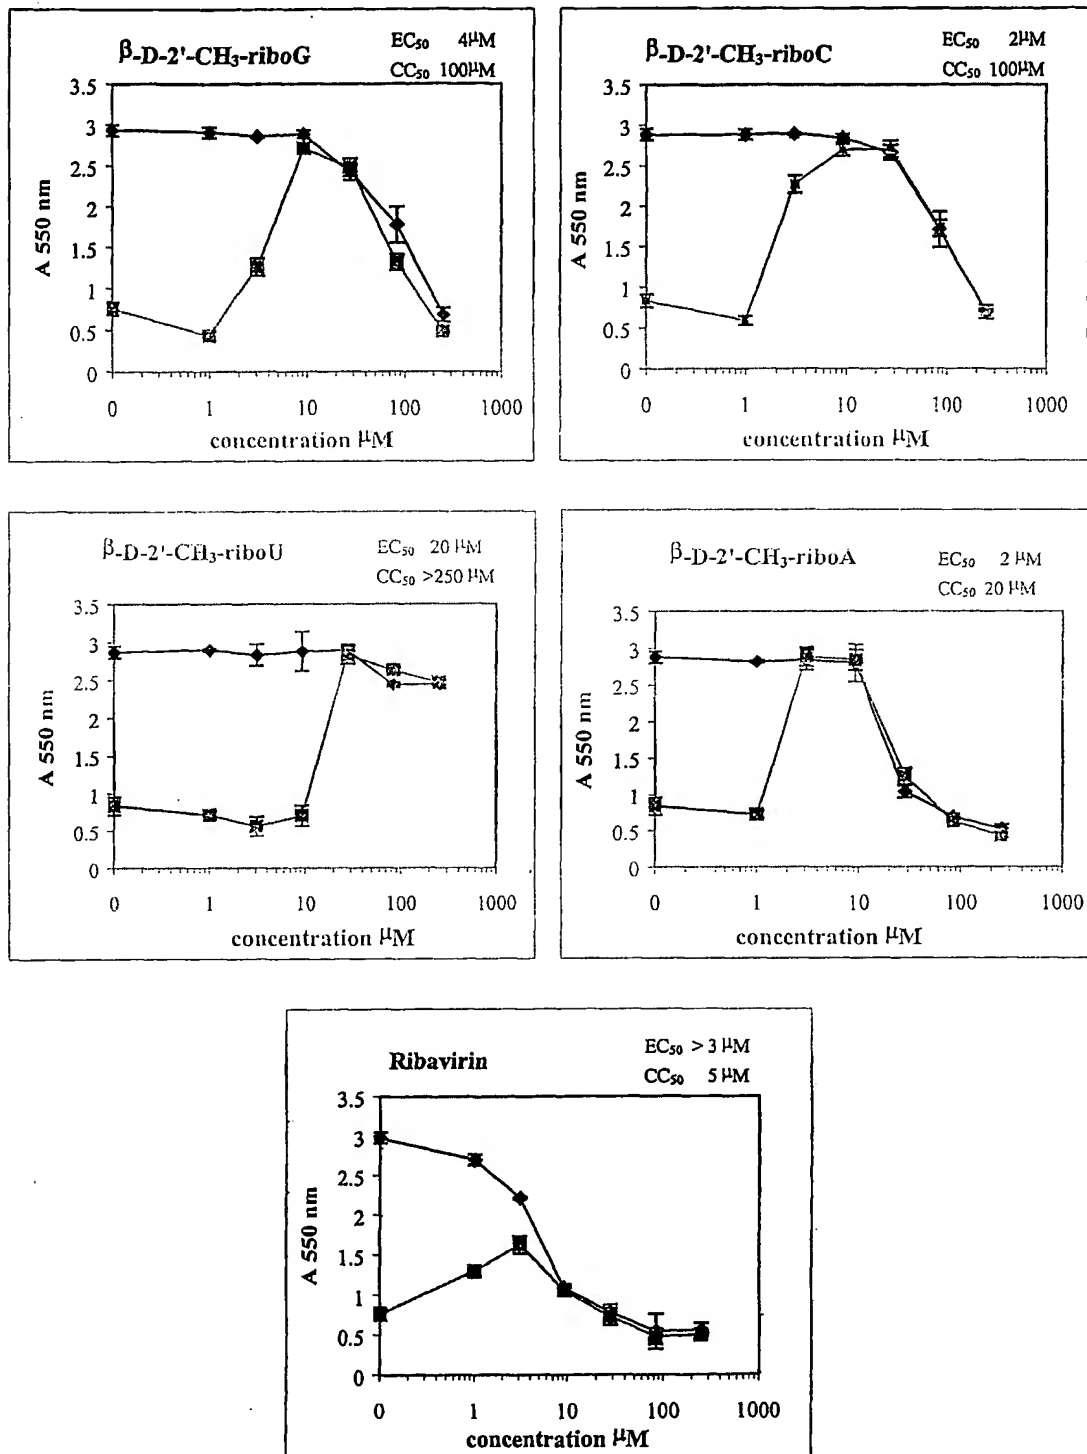 β-D-2'-CH₃-riboG
EC₅₀ 4μM
CC₅₀ 100μM
3.5
3
2.5
2
1.5
1
0.5
0
A 550 nm
0 1 10 100 1000
concentration μM
β-D-2'-CH₃-riboC
EC₅₀ 2μM
CC₅₀ 100μM
3.5
3
2.5
2
1.5
1
0.5
0
A 550 nm
0 1 10 100 1000
concentration μM
β-D-2'-CH₃-riboU
EC₅₀ 20 μM
CC₅₀ >250 μM
3.5
3
2.5
2
1.5
1
0.5
0
A 550 nm
0 1 10 100 1000
concentration μM
β-D-2'-CH₃-riboA
EC₅₀ 2 μM
CC₅₀ 20 μM
3.5
3
2.5
2
1.5
1
0.5
0
A 550 nm
0 1 10 100 1000
concentration μM
Ribavirin
EC₅₀ > 3 μM
CC₅₀ 5 μM
3.5
3
2.5
2
1.5
1
0.5
0
A 550 nm
0 1 10 100 1000
concentration μM